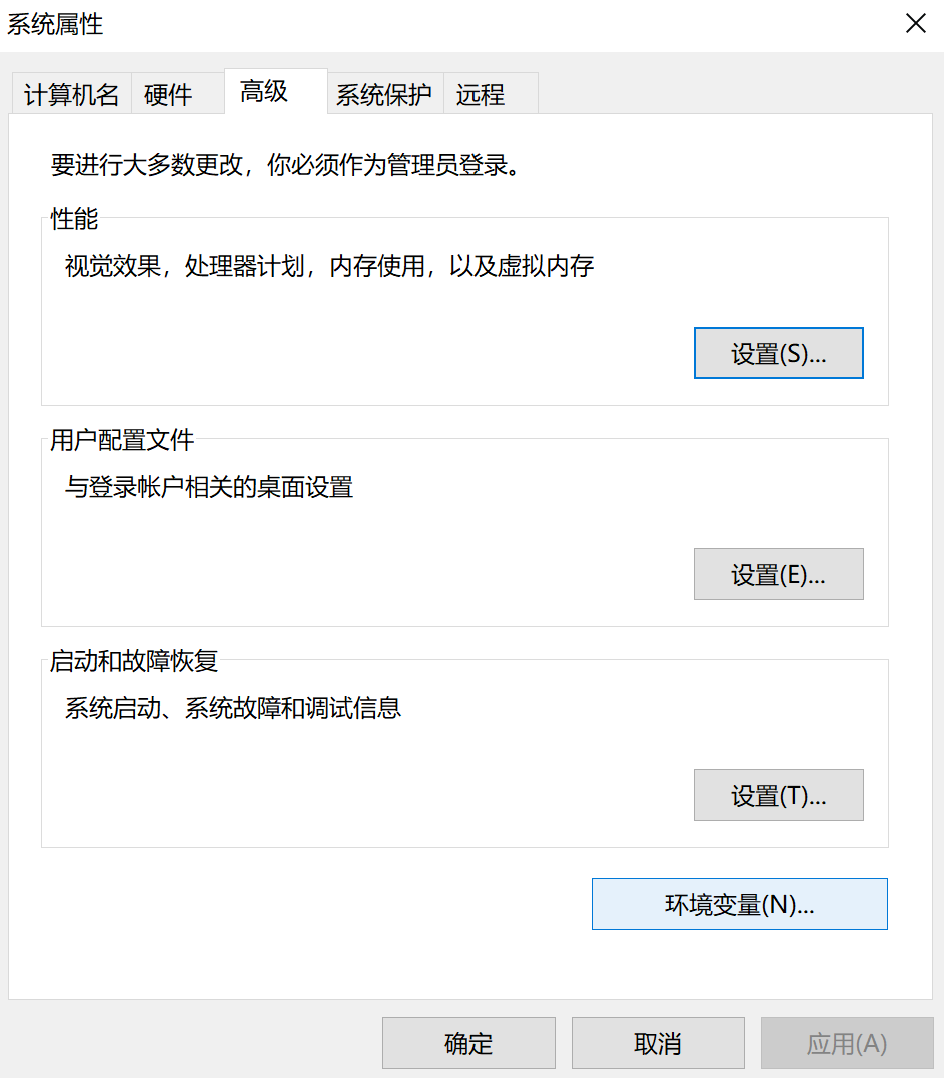 系统属性
计算机名 硬件 高级 系统保护 远程
要进行大多数更改，你必须作为管理员登录。
性能
视觉效果，处理器计划，内存使用，以及虚拟内存
设置(S)...
用户配置文件
与登录帐户相关的桌面设置
设置(E)...
启动和故障恢复
系统启动、系统故障和调试信息
设置(T)...
环境变量(N)...
确定 取消 应用(A)